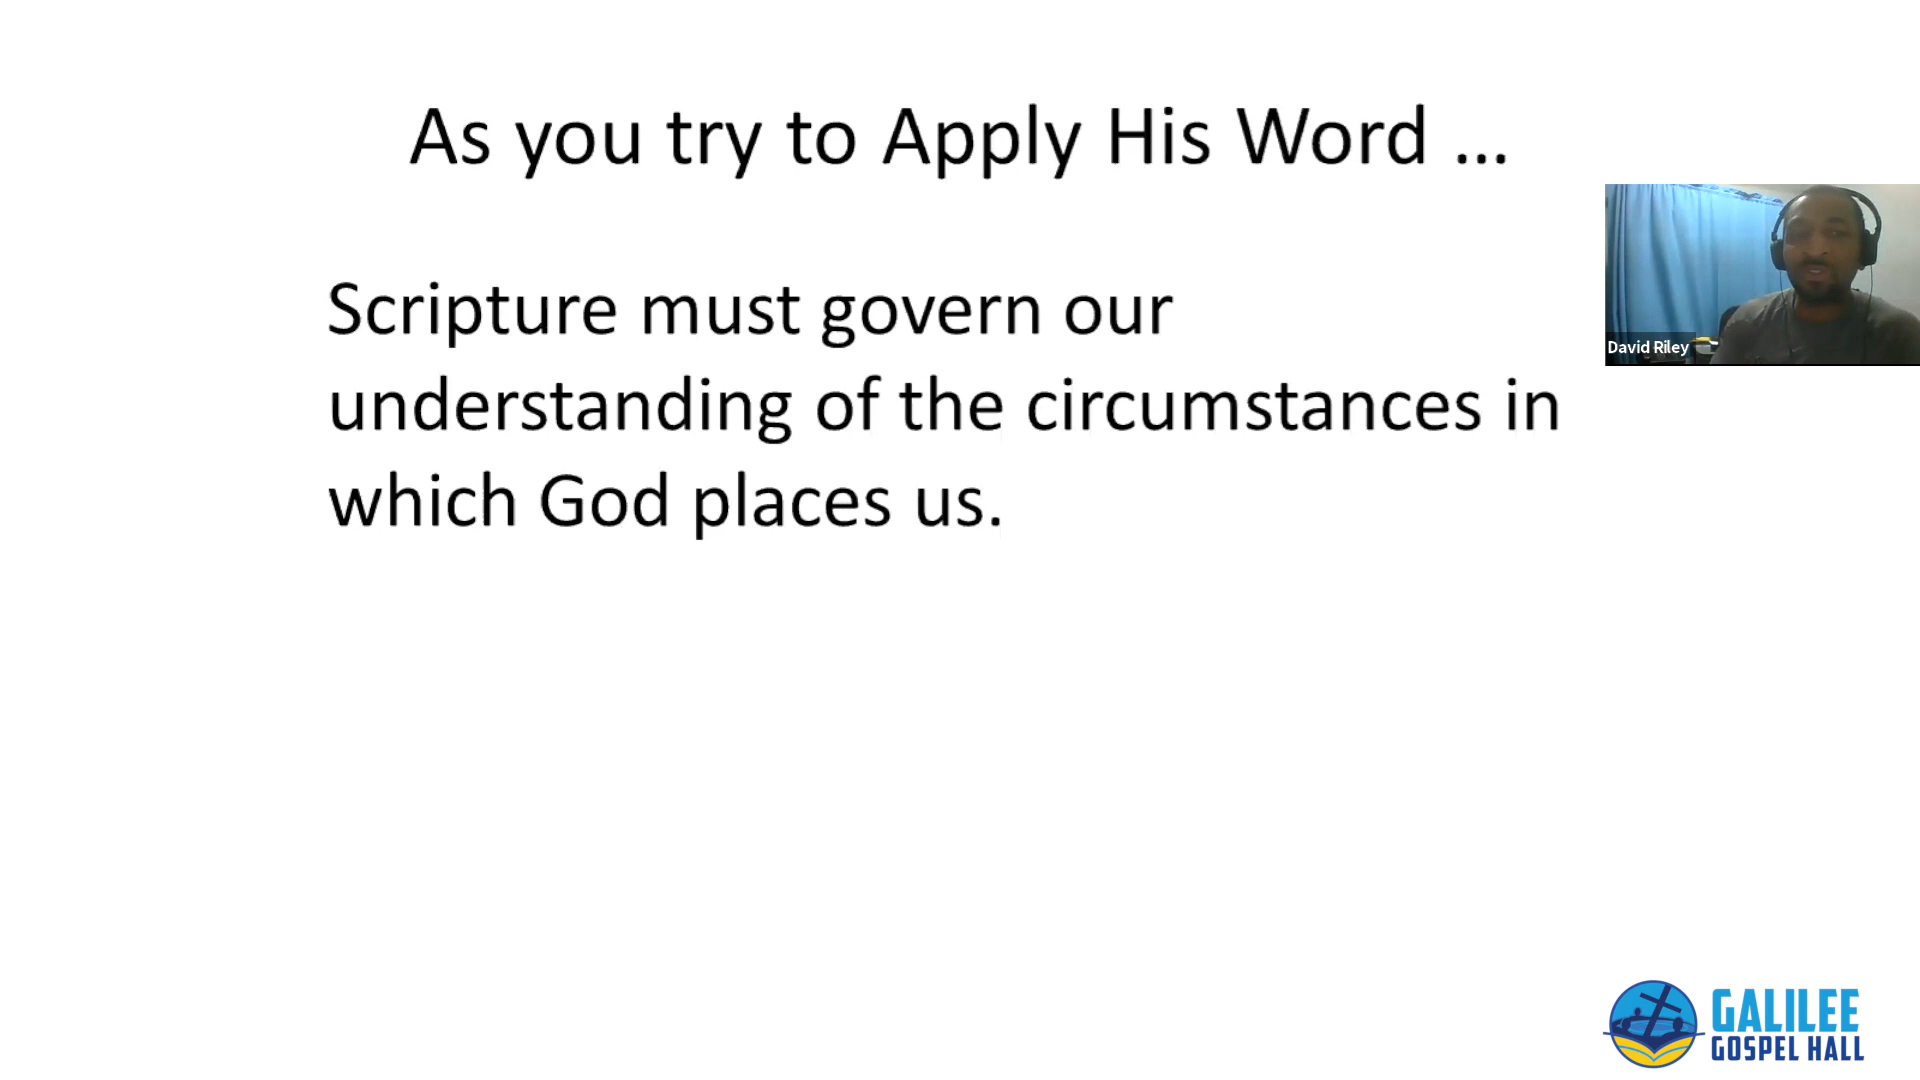 As you try to Apply His Word ...
Scripture must govern our
understanding of the circumstances in
which God places us.
David Riley
GALILEE
GOSPEL HALL